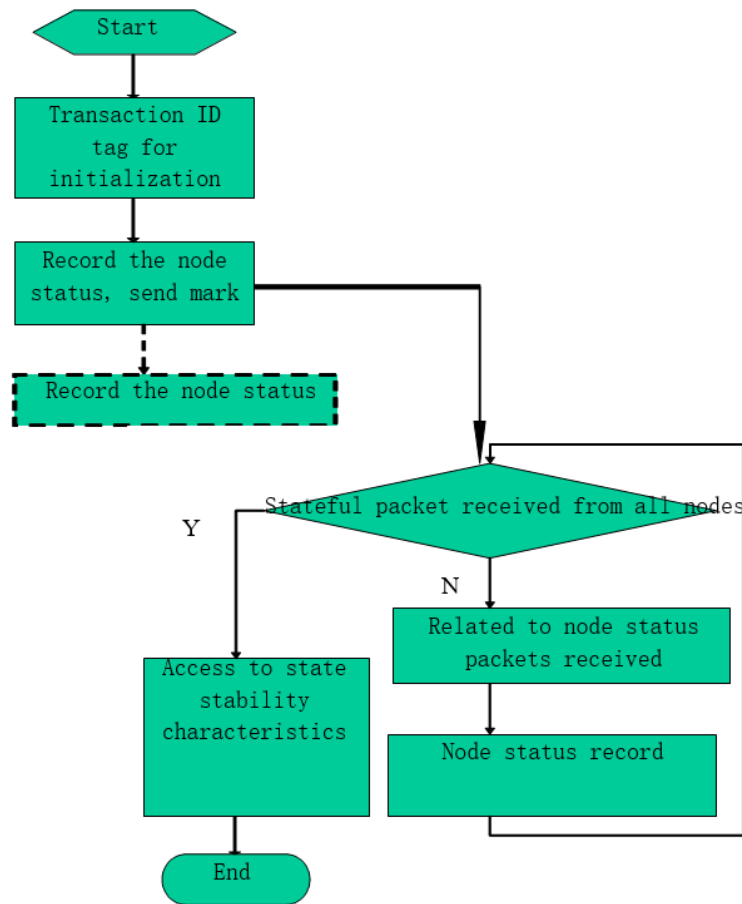 Start
Transaction ID
tag for
initialization
Record the node
status, send mark
Record the node status
Stateful packet received from all nodes
Y
N
Related to node status
packets received
Access to state
stability
characteristics
Node status record
End